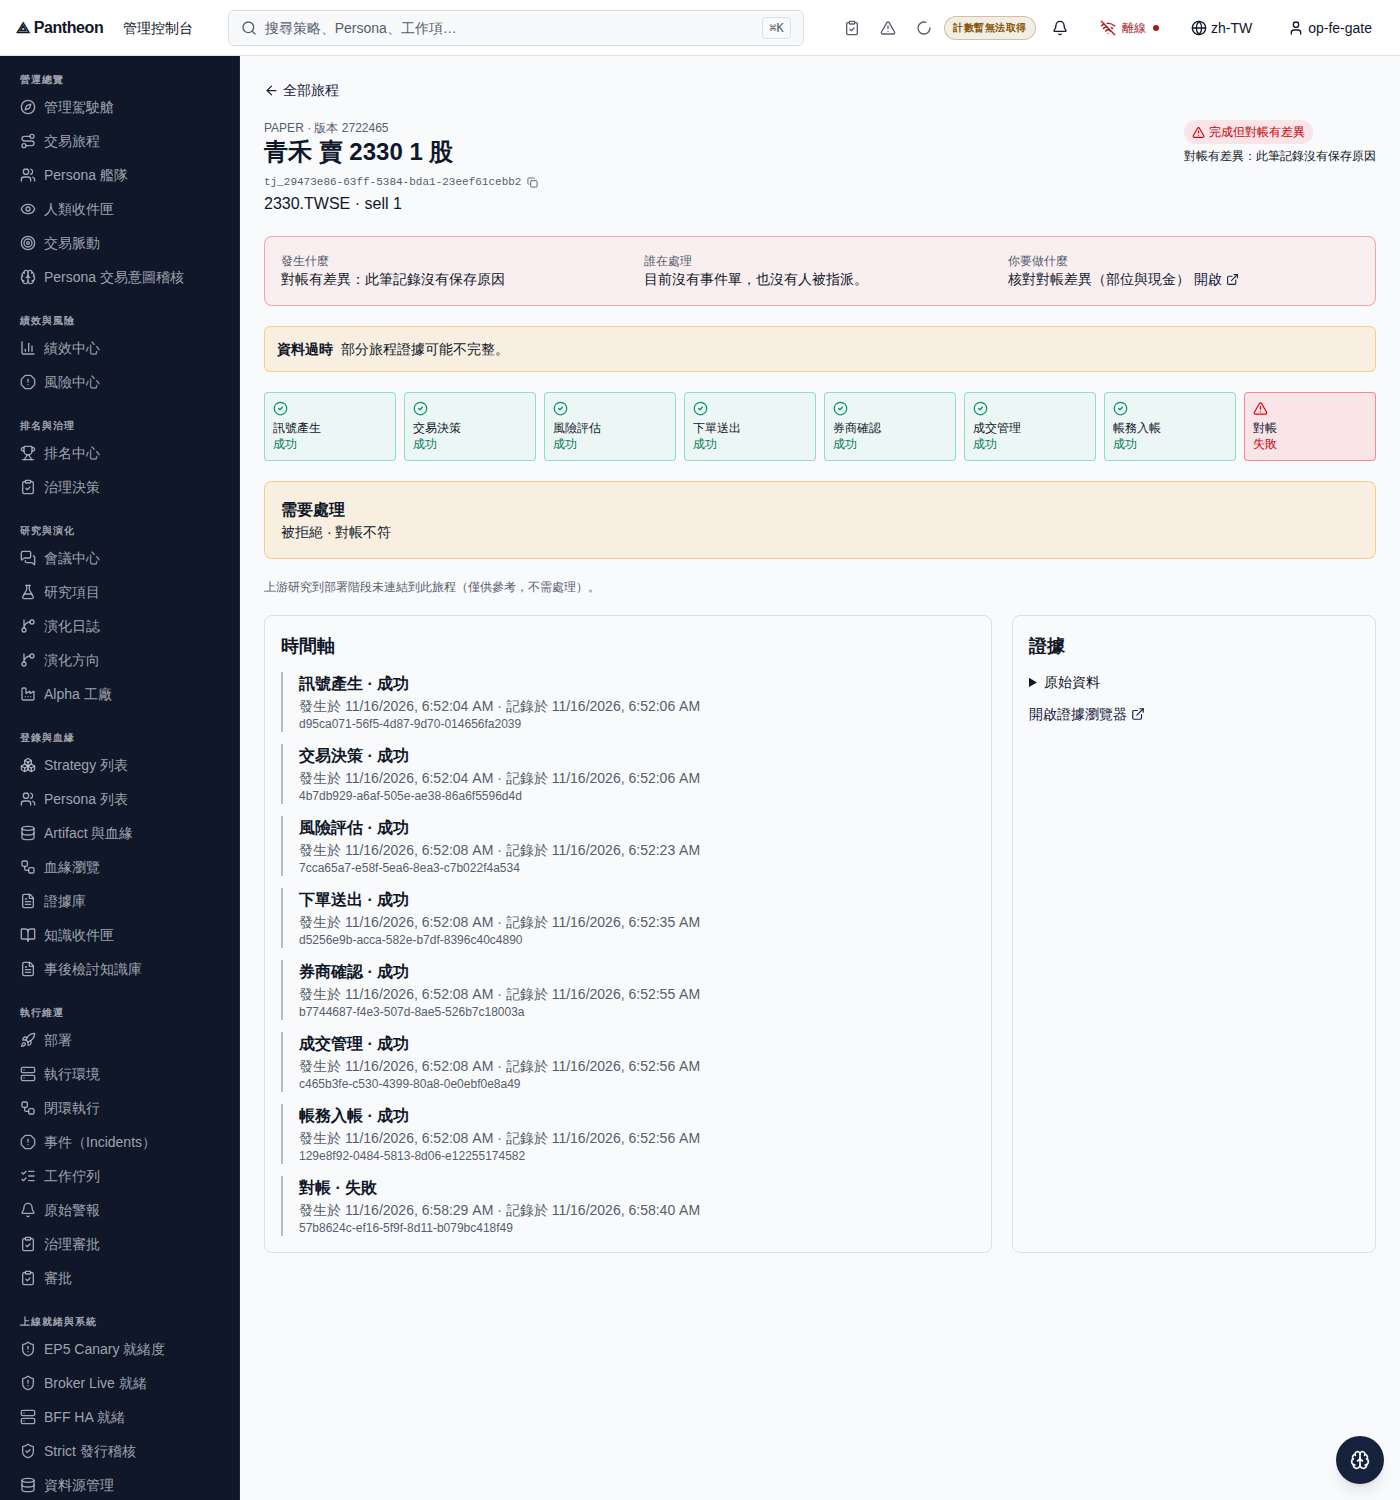 Pantheon 管理控制台
搜尋策略、Persona、工作項… ⌘K
計數暫無法取得
離線
zh-TW
op-fe-gate
營運總覽
管理駕駛艙
交易旅程
Persona 艦隊
人類收件匣
交易脈動
Persona 交易意圖稽核
績效與風險
績效中心
風險中心
排名與治理
排名中心
治理決策
研究與演化
會議中心
研究項目
演化日誌
演化方向
Alpha 工廠
登錄與血緣
Strategy 列表
Persona 列表
Artifact 與血緣
血緣瀏覽
證據庫
知識收件匣
事後檢討知識庫
執行維運
部署
執行環境
閉環執行
事件（Incidents）
工作佇列
原始警報
治理審批
審批
上線就緒與系統
EP5 Canary 就緒度
Broker Live 就緒
BFF HA 就緒
Strict 發行稽核
資料源管理
全部旅程
PAPER · 版本 2722465
青禾 賣 2330 1 股
tj_29473e86-63ff-5384-bda1-23eef61cebb2
2330.TWSE · sell 1
完成但對帳有差異
對帳有差異：此筆記錄沒有保存原因
發生什麼
對帳有差異：此筆記錄沒有保存原因
誰在處理
目前沒有事件單，也沒有人被指派。
你要做什麼
核對對帳差異（部位與現金） 開啟
資料過時 部分旅程證據可能不完整。
訊號產生
成功
交易決策
成功
風險評估
成功
下單送出
成功
券商確認
成功
成交管理
成功
帳務入帳
成功
對帳
失敗
需要處理
被拒絕 · 對帳不符
上游研究到部署階段未連結到此旅程（僅供參考，不需處理）。
時間軸
訊號產生 · 成功
發生於 11/16/2026, 6:52:04 AM · 記錄於 11/16/2026, 6:52:06 AM
d95ca071-56f5-4d87-9d70-014656fa2039
交易決策 · 成功
發生於 11/16/2026, 6:52:04 AM · 記錄於 11/16/2026, 6:52:06 AM
4b7db929-a6af-505e-ae38-86a6f5596d4d
風險評估 · 成功
發生於 11/16/2026, 6:52:08 AM · 記錄於 11/16/2026, 6:52:23 AM
7cca65a7-e58f-5ea6-8ea3-c7b022f4a534
下單送出 · 成功
發生於 11/16/2026, 6:52:08 AM · 記錄於 11/16/2026, 6:52:35 AM
d5256e9b-acca-582e-b7df-8396c40c4890
券商確認 · 成功
發生於 11/16/2026, 6:52:08 AM · 記錄於 11/16/2026, 6:52:55 AM
b7744687-f4e3-507d-8ae5-526b7c18003a
成交管理 · 成功
發生於 11/16/2026, 6:52:08 AM · 記錄於 11/16/2026, 6:52:56 AM
c465b3fe-c530-4399-80a8-0e0ebf0e8a49
帳務入帳 · 成功
發生於 11/16/2026, 6:52:08 AM · 記錄於 11/16/2026, 6:52:56 AM
129e8f92-0484-5813-8d06-e12255174582
對帳 · 失敗
發生於 11/16/2026, 6:58:29 AM · 記錄於 11/16/2026, 6:58:40 AM
57b8624c-ef16-5f9f-8d11-b079bc418f49
證據
原始資料
開啟證據瀏覽器